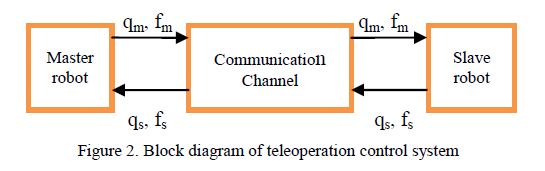 qm, fm
qm, fm
Master
robot
Communication
Channel
Slave
robot
qs, fs
qs, fs
Figure 2. Block diagram of teleoperation control system